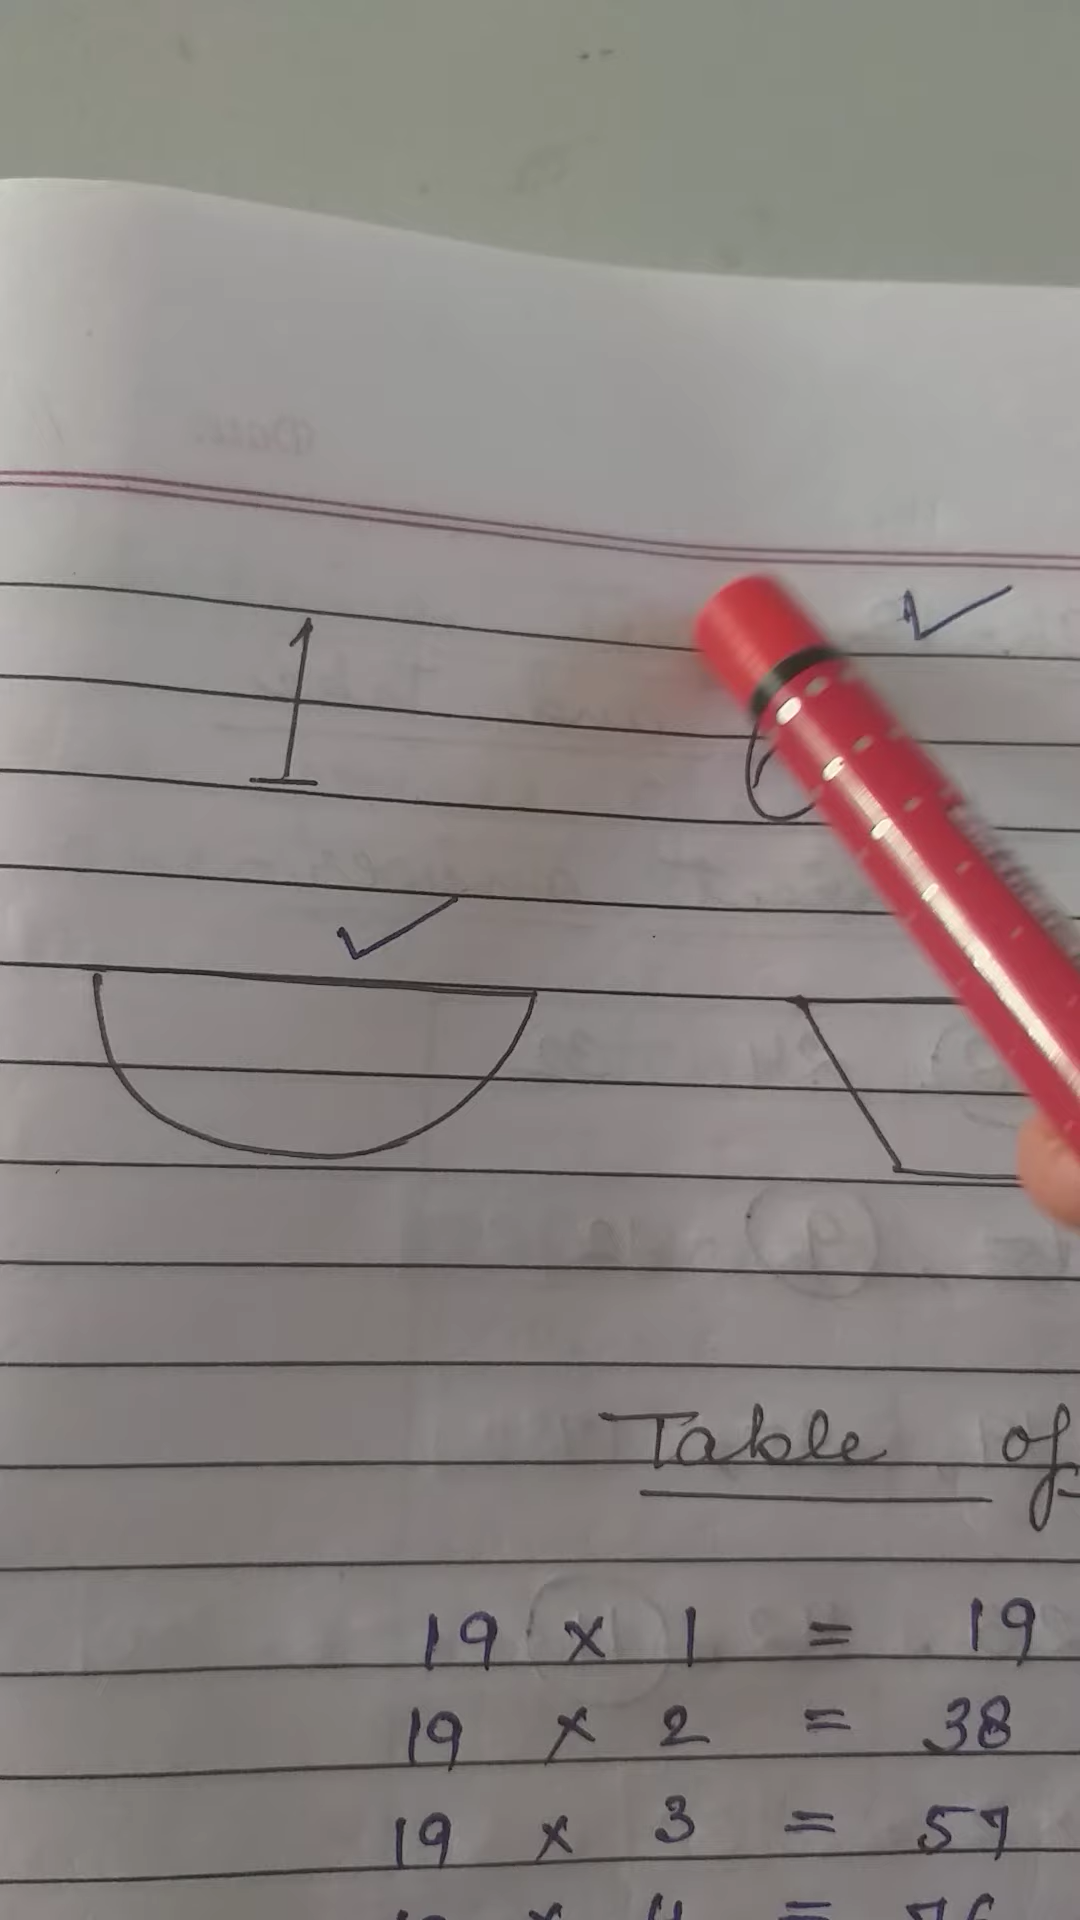 1
Table of
19 × 1 = 19
19 × 2 = 38
19 × 3 = 57